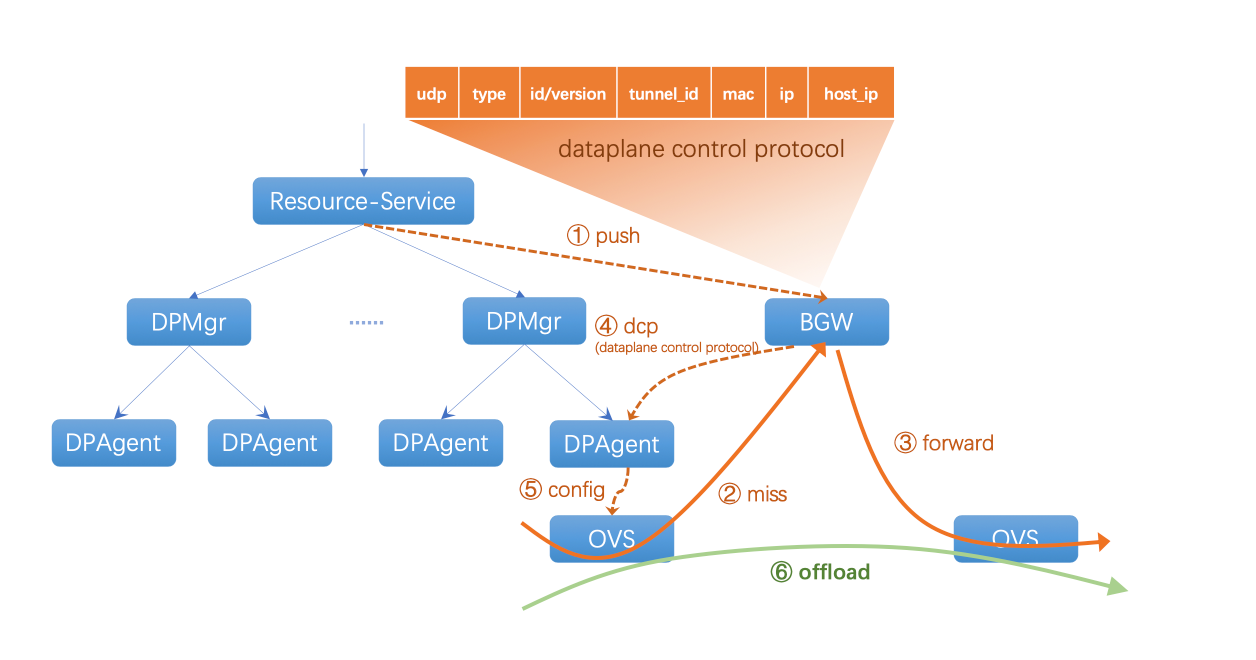 udp type id/version tunnel_id mac ip host_ip
dataplane control protocol
Resource-Service
① push
DPMgr
......
DPMgr
④ dcp
(dataplane control protocol)
BGW
DPAgent
DPAgent
DPAgent
DPAgent
③ forward
⑤ config
② miss
OVS
OVS
⑥ offload